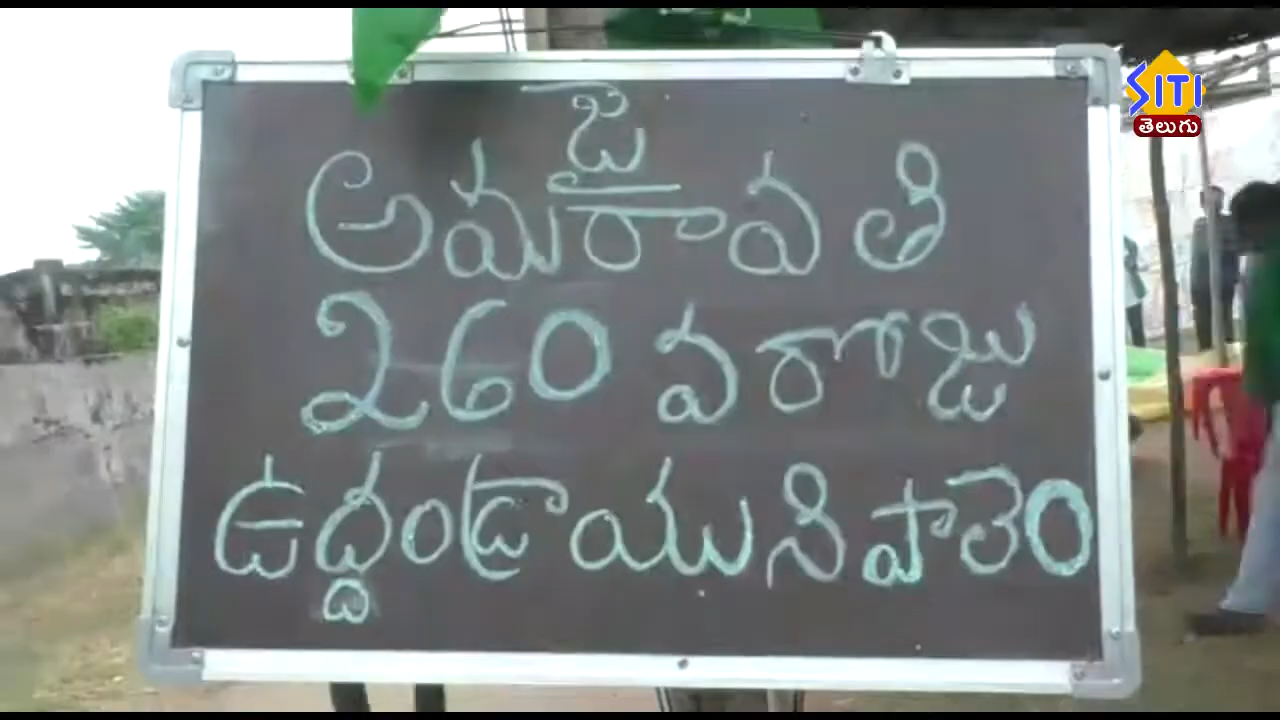 SITI
తెలుగు
జై
అమరావతి
260 వ రోజు
ఉద్ధండ్రాయునిపాలెం